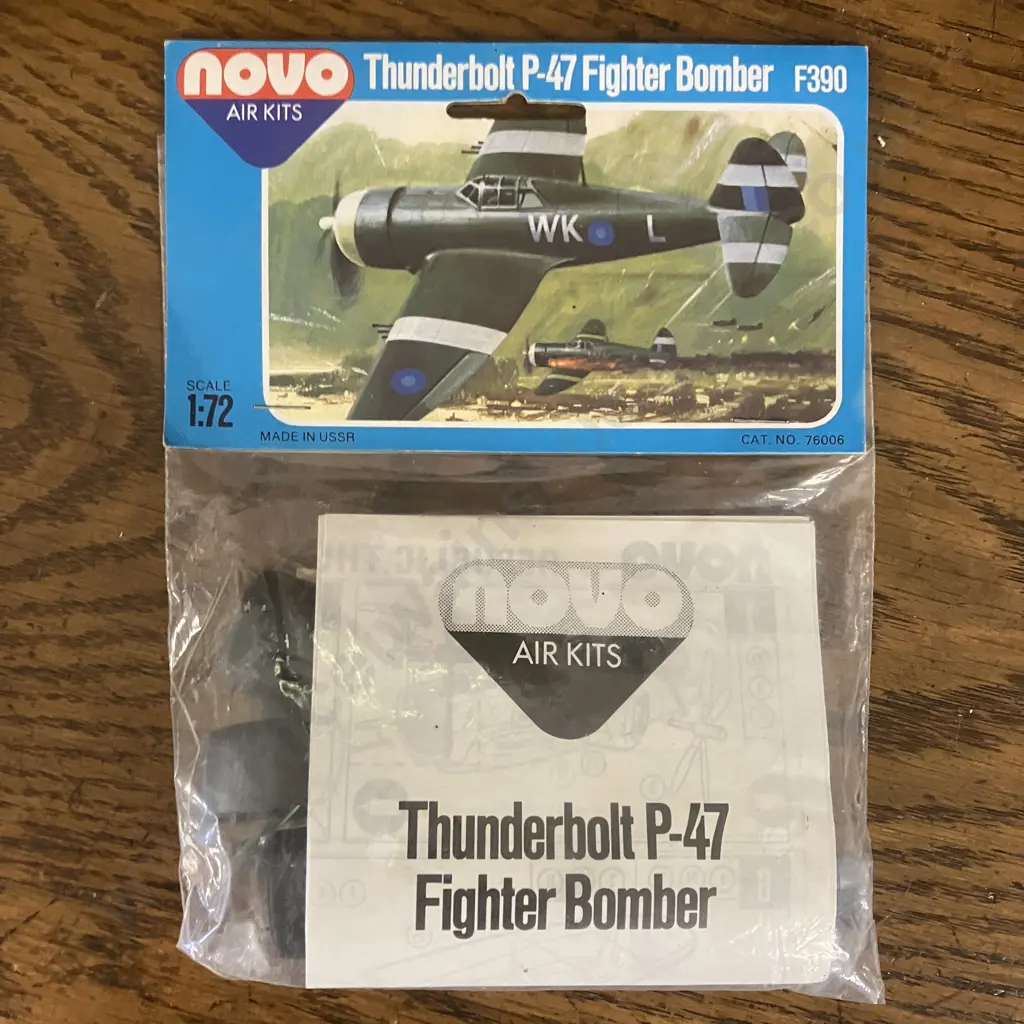 novo
AIR KITS
Thunderbolt P-47 Fighter Bomber F390
WK L
SCALE
1:72
MADE IN USSR
CAT. NO. 76006
novo
AIR KITS
Thunderbolt P-47
Fighter Bomber